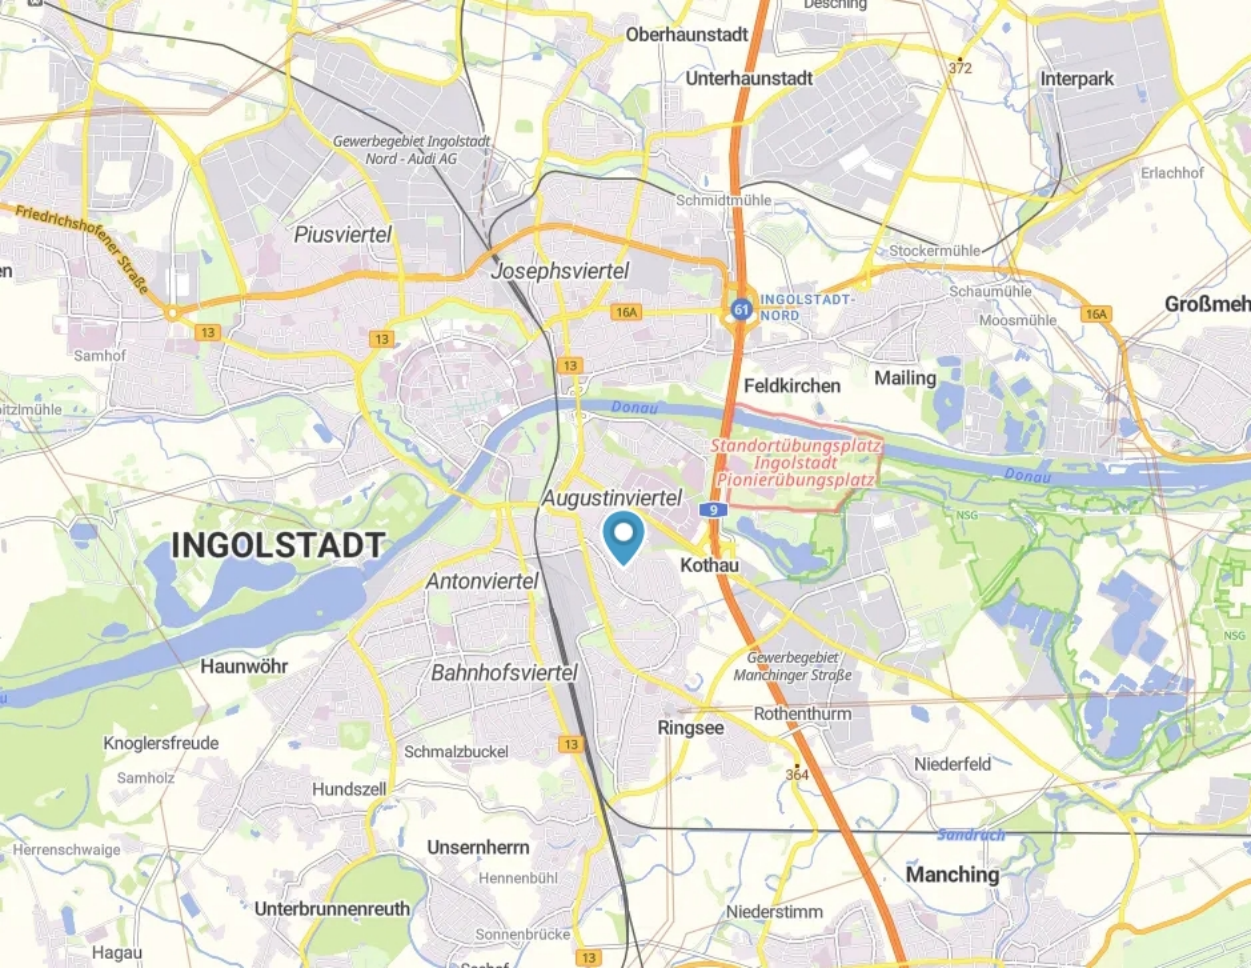 Desching
Oberhaunstadt
Unterhaunstadt
372
Interpark
Gewerbegebiet Ingolstadt
Nord - Audi AG
Erlachhof
Schmidtmühle
Friedrichshofener Straße
Piusviertel
Stockermühle
Josephsviertel
en
Schaumühle
INGOLSTADT-
NORD
61
Großmeh
16A
16A
Moosmühle
13
13
Samhof
13
Feldkirchen
Mailing
pitzlmühle
Donau
Standortübungsplatz
Ingolstadt
Pionierübungsplatz
Donau
Augustinviertel
9
NSG
INGOLSTADT
Kothau
Antonviertel
NSG
Haunwöhr
Gewerbegebiet
Manchinger Straße
Bahnhofsviertel
Rothenthurm
Ringsee
Knoglersfreude
13
Schmalzbuckel
Niederfeld
Samholz
364
Hundszell
Sandrach
Herrenschwaige
Unsernherrn
Manching
Hennenbühl
Unterbrunnenreuth
Niederstimm
Sonnenbrücke
Hagau
13